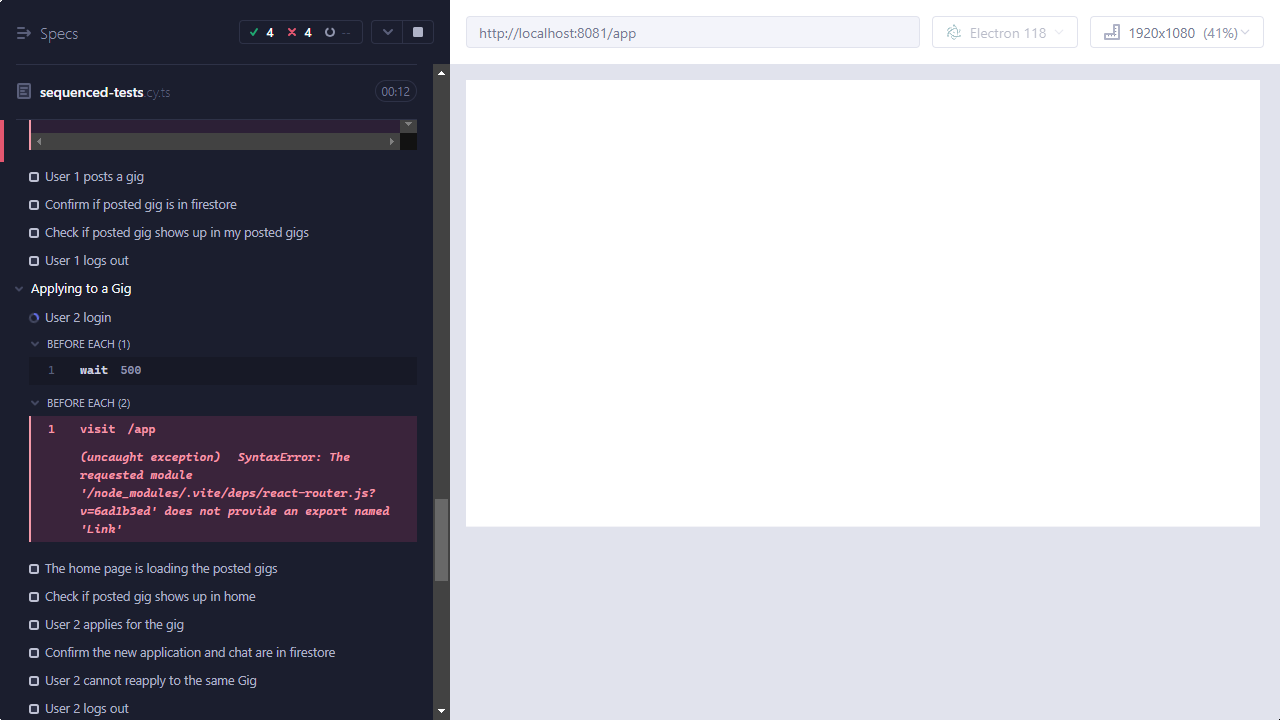 Specs
4 4 --
http://localhost:8081/app
Electron 118
1920x1080 (41%)
sequenced-tests.cy.ts
00:12
User 1 posts a gig
Confirm if posted gig is in firestore
Check if posted gig shows up in my posted gigs
User 1 logs out
Applying to a Gig
User 2 login
BEFORE EACH (1)
1 wait 500
BEFORE EACH (2)
1 visit /app
(uncaught exception) SyntaxError: The
requested module
'/node_modules/.vite/deps/react-router.js?
v=6ad1b3ed' does not provide an export named
'Link'
The home page is loading the posted gigs
Check if posted gig shows up in home
User 2 applies for the gig
Confirm the new application and chat are in firestore
User 2 cannot reapply to the same Gig
User 2 logs out